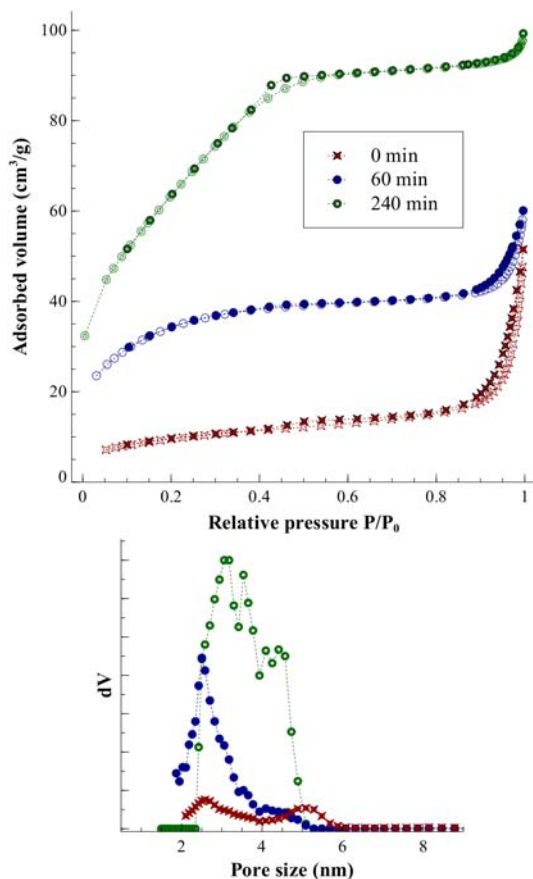 100
80
60
40
20
0
Adsorbed volume (cm³/g)
0 min
60 min
240 min
0 0.2 0.4 0.6 0.8 1
Relative pressure P/P₀
dV
2 4 6 8
Pore size (nm)